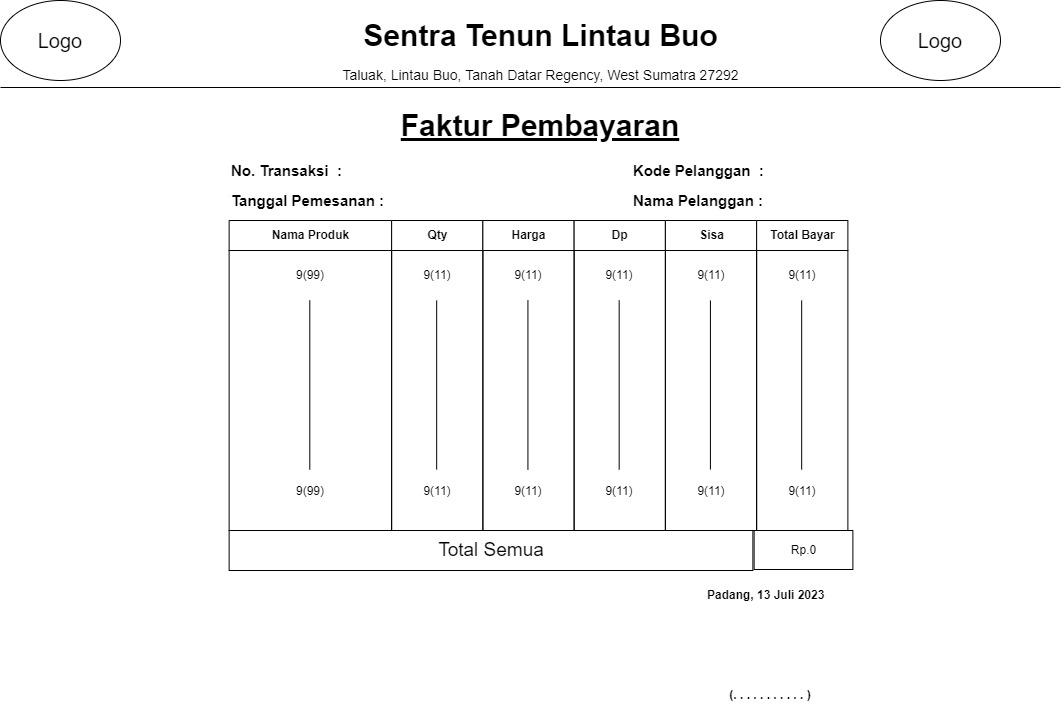 Logo
Sentra Tenun Lintau Buo
Logo
Taluak, Lintau Buo, Tanah Datar Regency, West Sumatra 27292
Faktur Pembayaran
No. Transaksi :
Kode Pelanggan :
Tanggal Pemesanan :
Nama Pelanggan :
Nama Produk Qty Harga Dp Sisa Total Bayar
9(99) 9(11) 9(11) 9(11) 9(11) 9(11)
9(99) 9(11) 9(11) 9(11) 9(11) 9(11)
Total Semua Rp.0
Padang, 13 Juli 2023
(. . . . . . . . . . . )